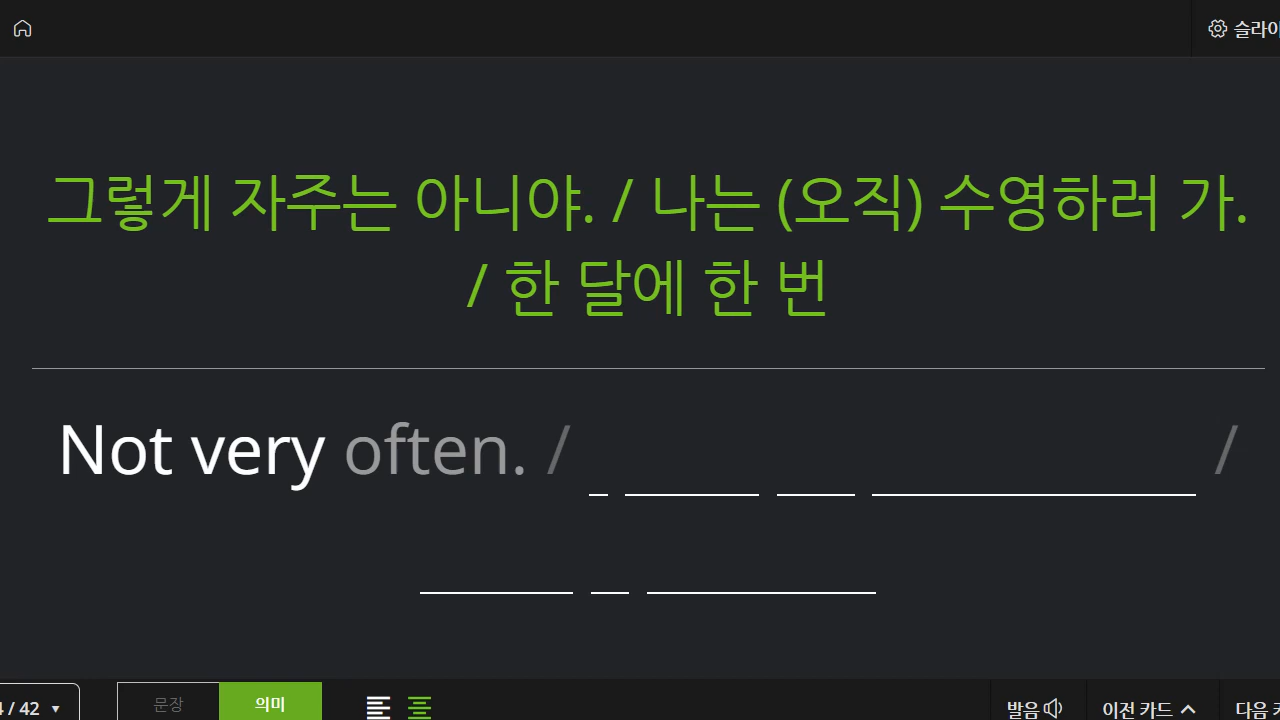 슬라이
그렇게 자주는 아니야. / 나는 (오직) 수영하러 가.
/ 한 달에 한 번
Not very often. / /
/ 42
문장
의미
발음
이전 카드
다음